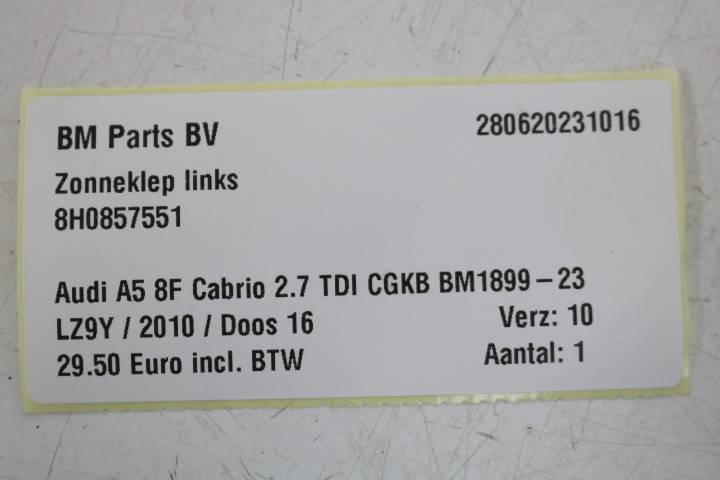 BM Parts BV 280620231016
Zonneklep links
8H0857551
Audi A5 8F Cabrio 2.7 TDI CGKB BM1899-23
LZ9Y / 2010 / Doos 16 Verz: 10
29.50 Euro incl. BTW Aantal: 1